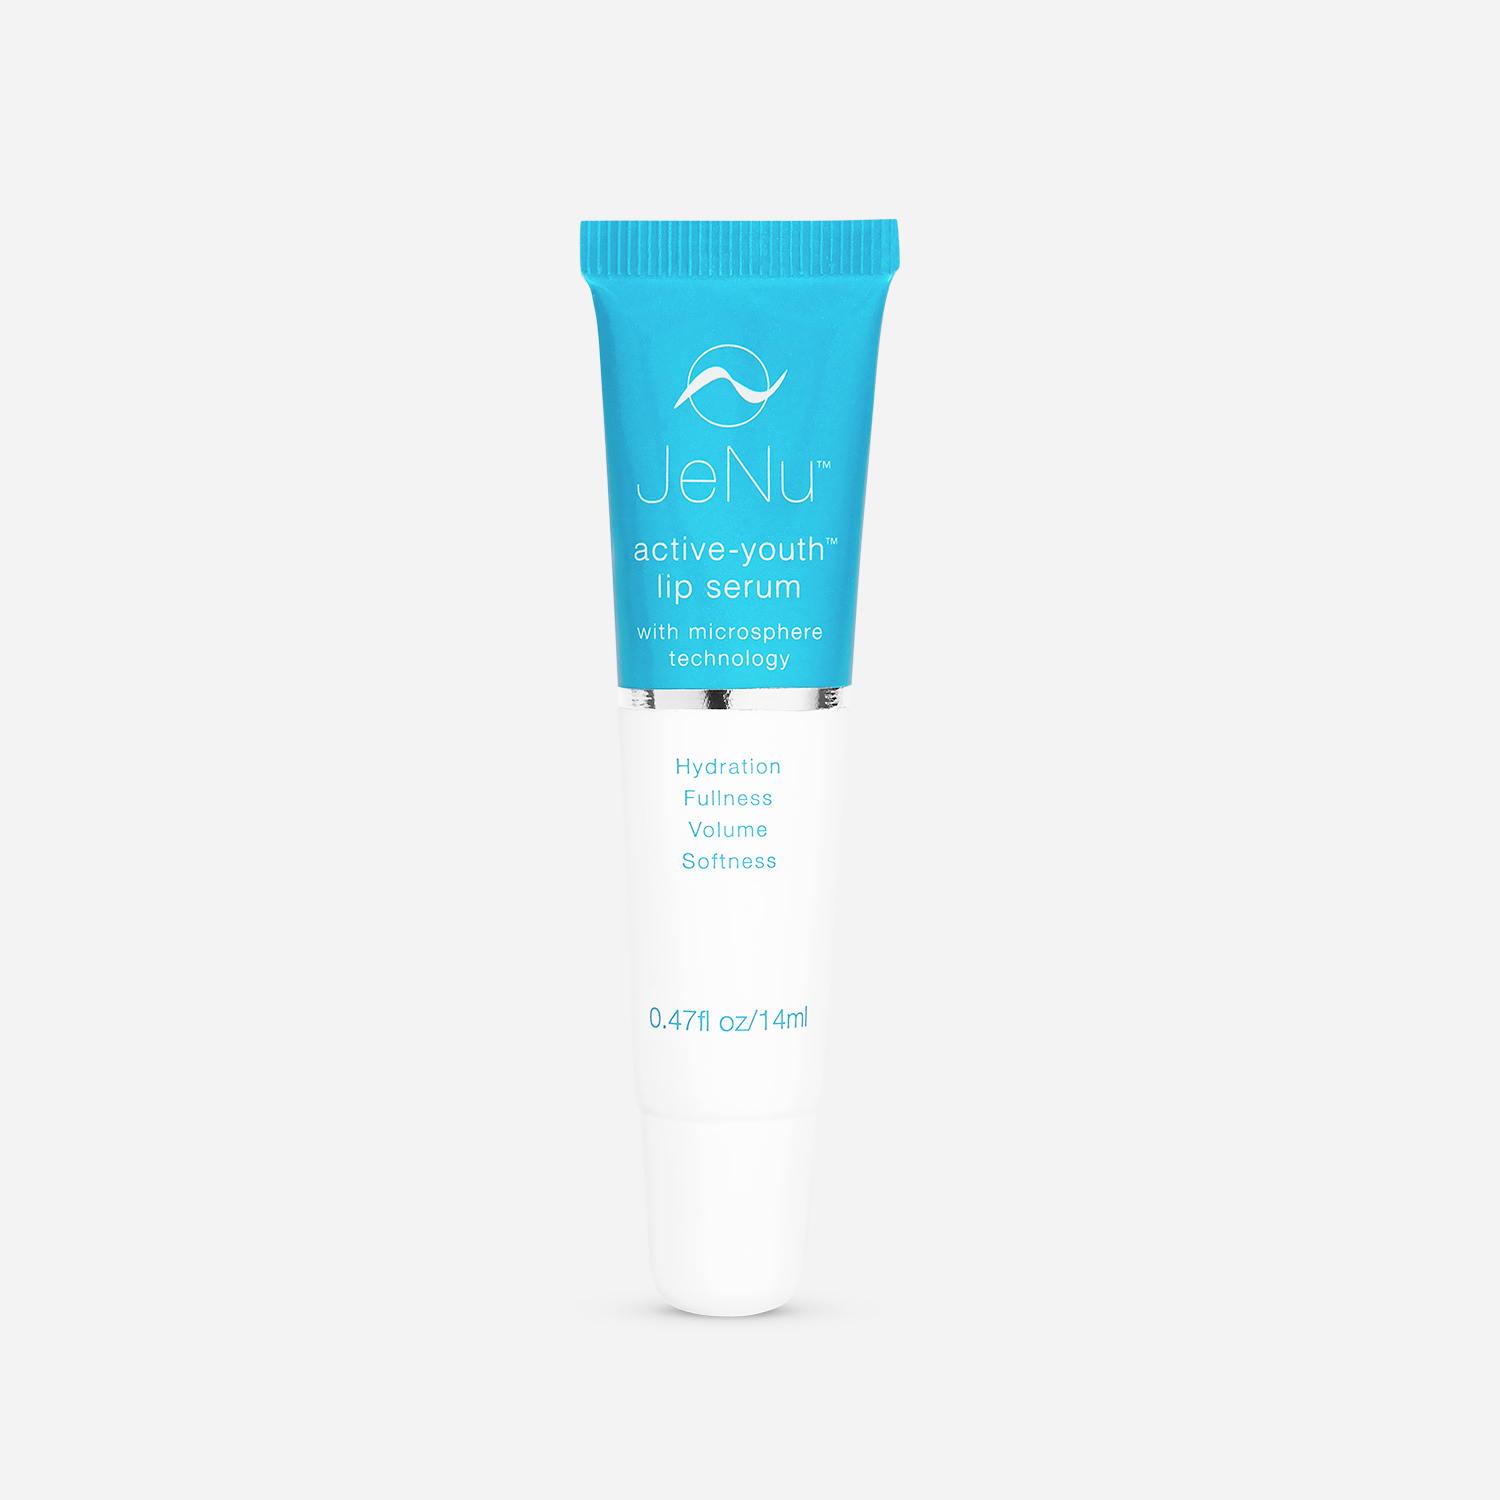 JeNu™
active-youth™
lip serum
with microsphere
technology
Hydration
Fullness
Volume
Softness
0.47fl oz/14ml